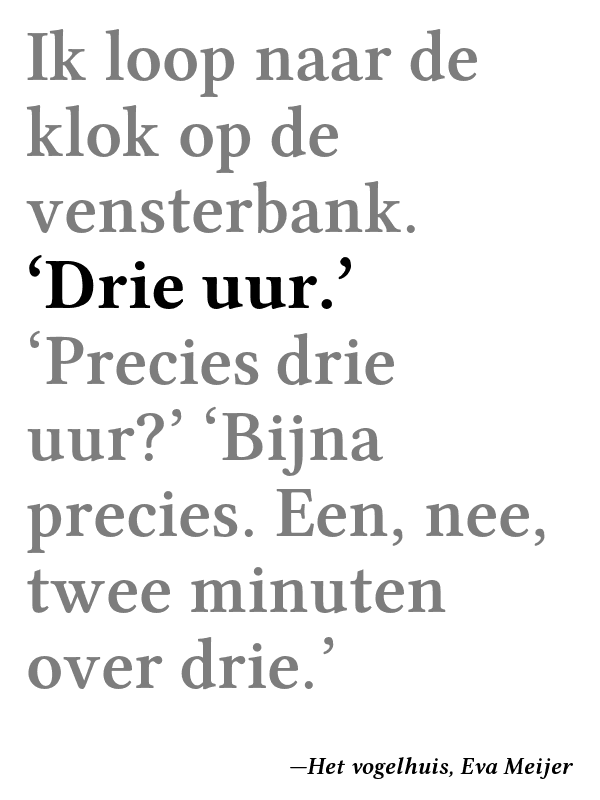 Ik loop naar de
klok op de
vensterbank.
‘Drie uur.’
‘Precies drie
uur?’ ‘Bijna
precies. Een, nee,
twee minuten
over drie.’
—Het vogelhuis, Eva Meijer